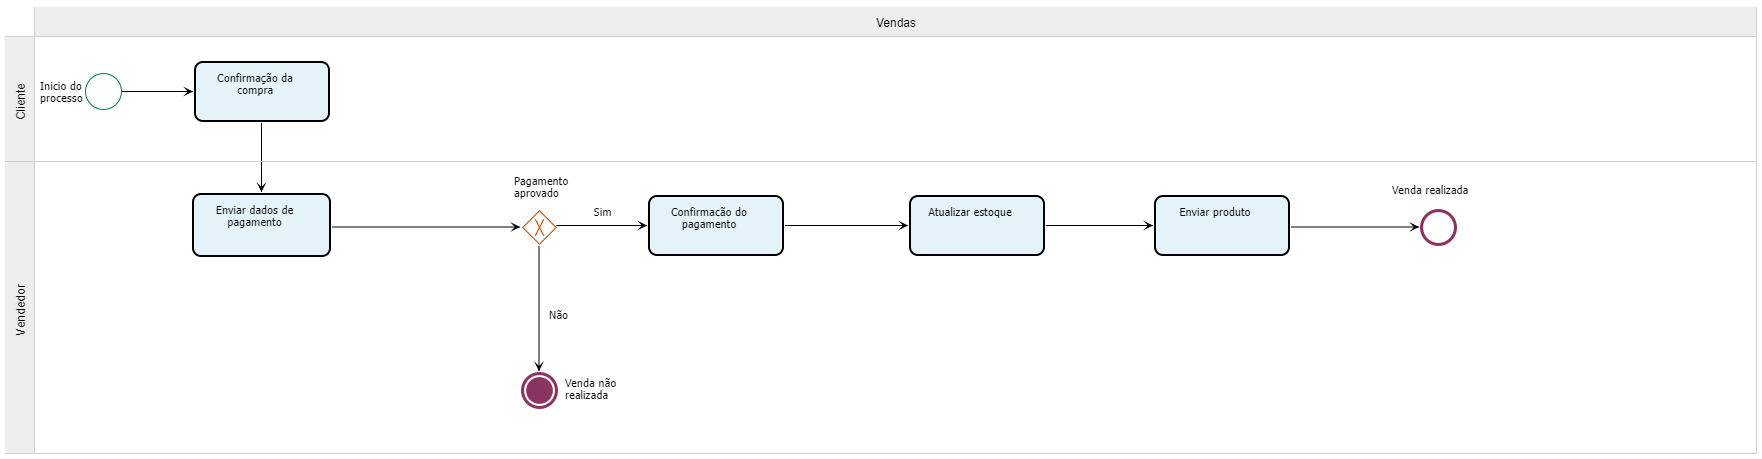 Vendas
Cliente
Inicio do
processo
Confirmação da
compra
Vendedor
Enviar dados de
pagamento
Pagamento
aprovado
Sim
Não
Venda não
realizada
Confirmacão do
pagamento
Atualizar estoque
Enviar produto
Venda realizada